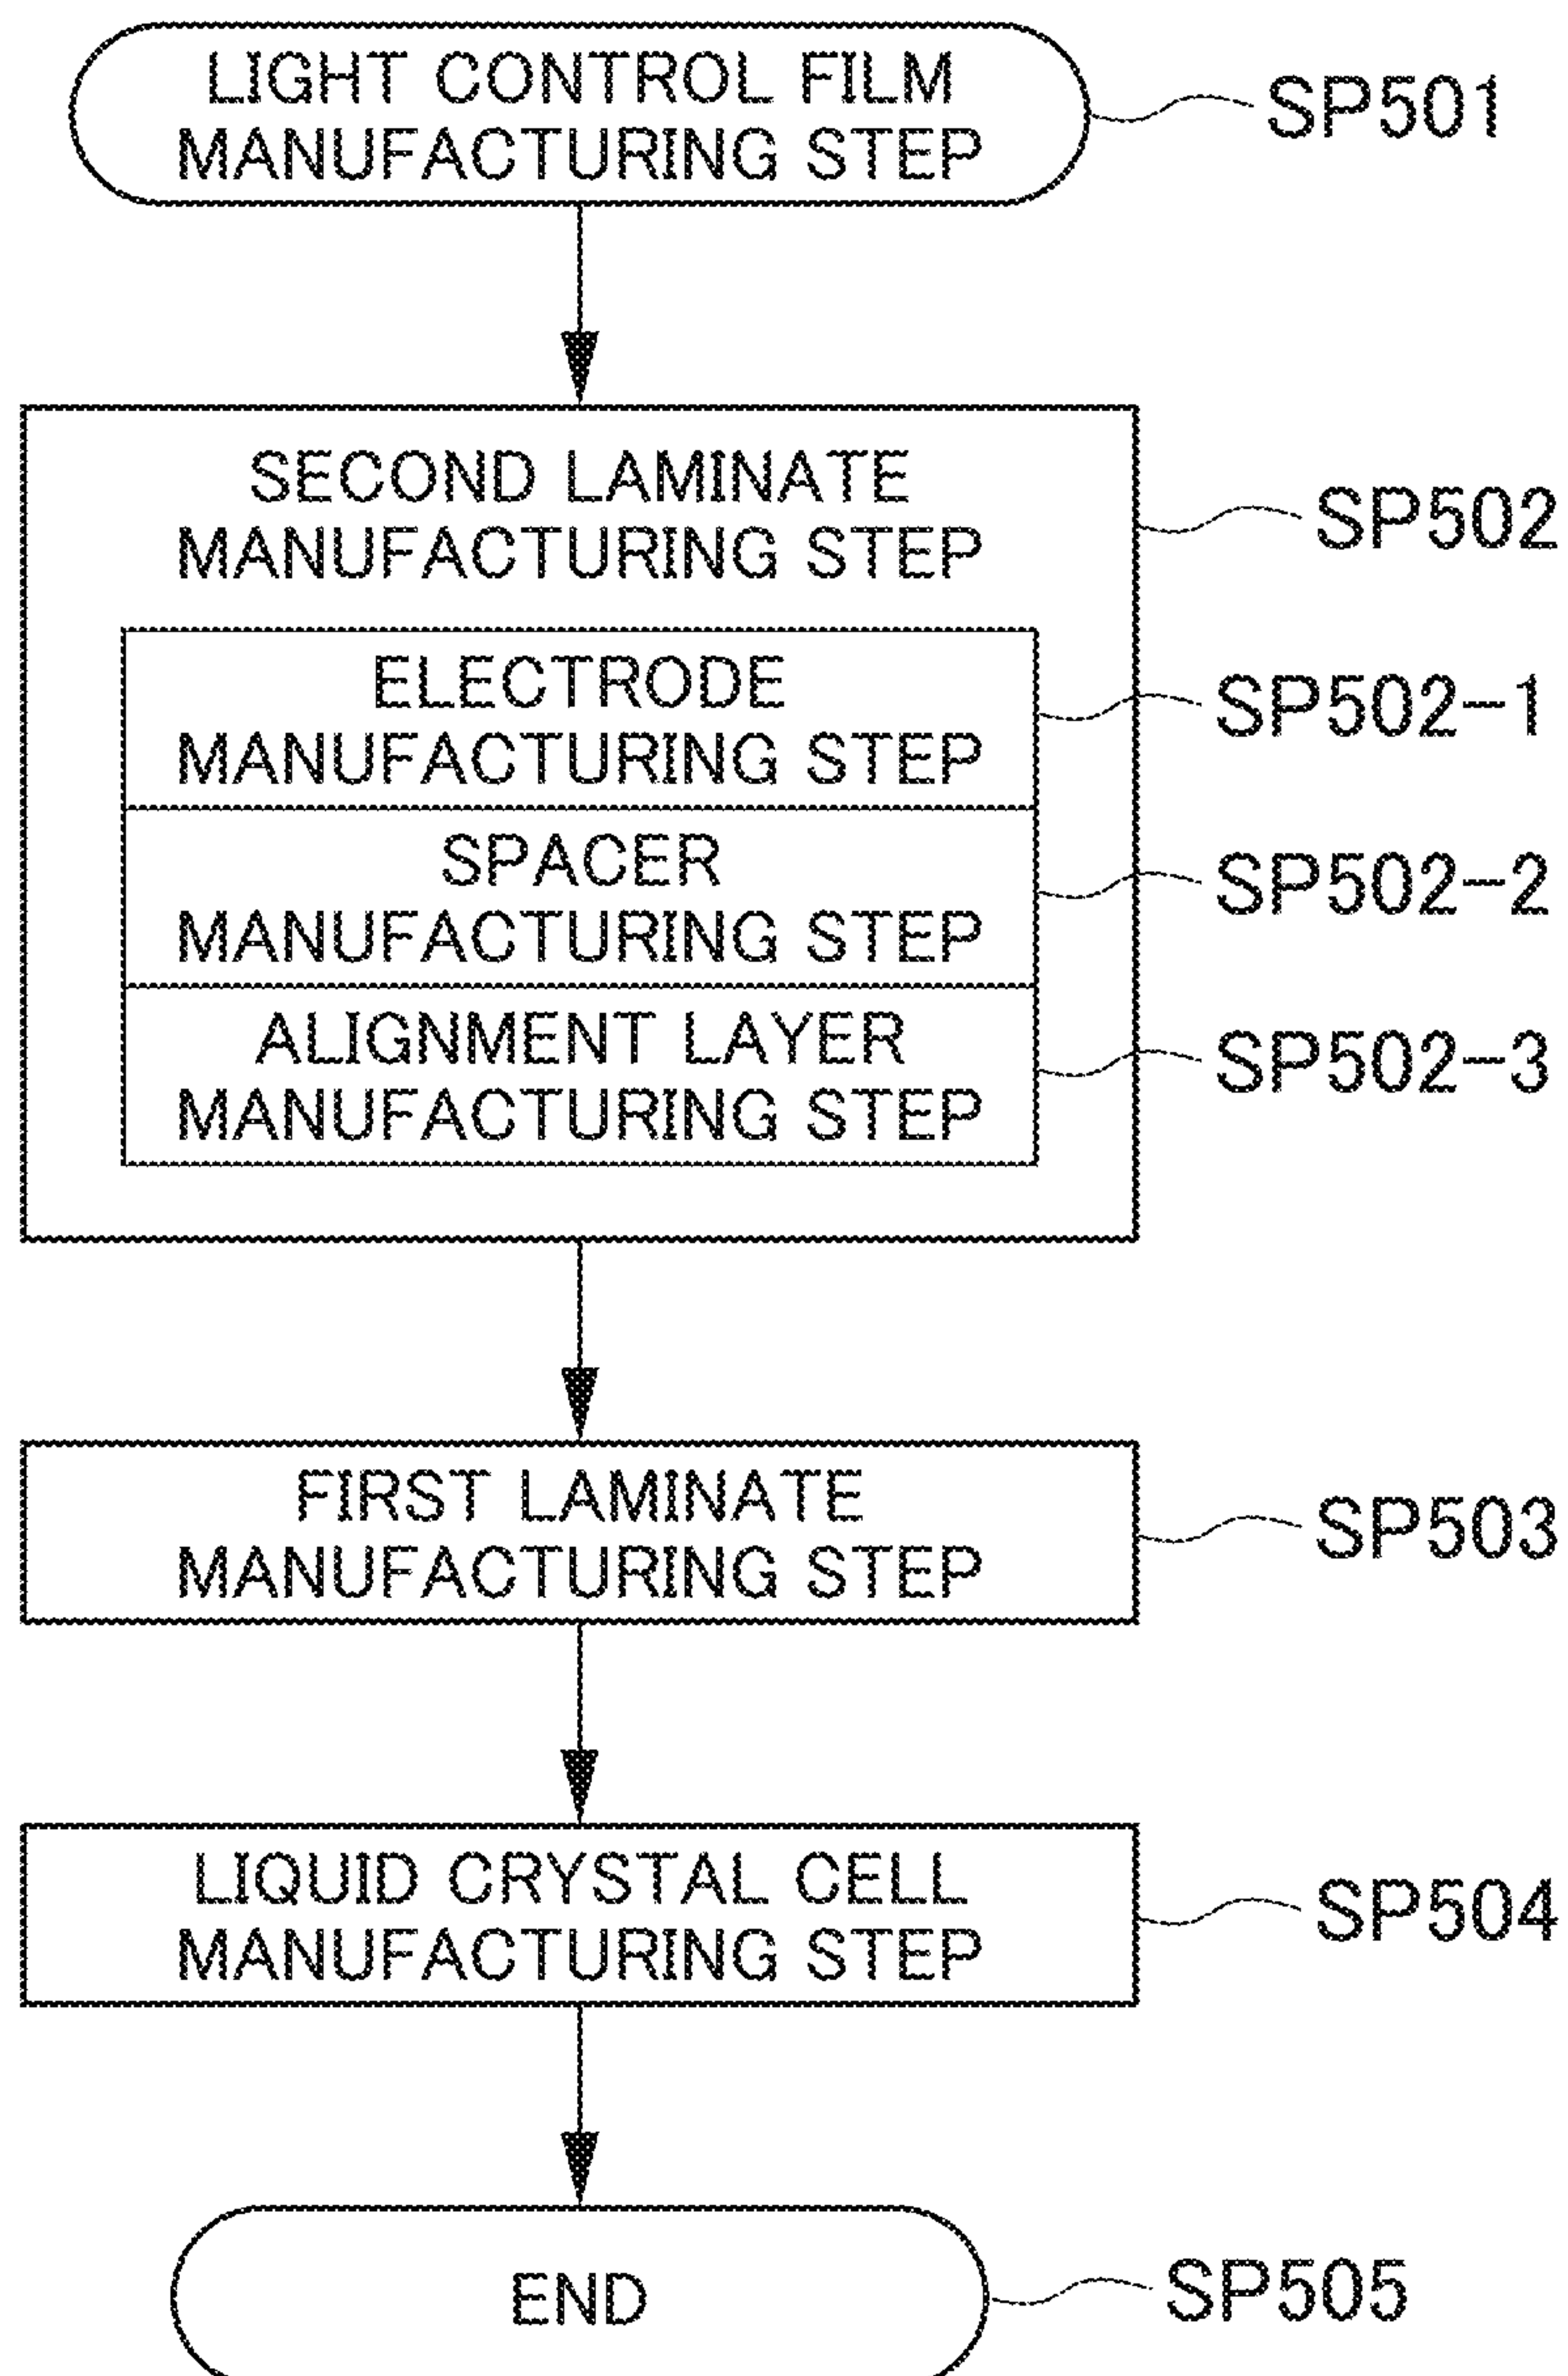 LIGHT CONTROL FILM
MANUFACTURING STEP
SP501
SECOND LAMINATE
MANUFACTURING STEP
SP502
ELECTRODE
MANUFACTURING STEP
SP502-1
SPACER
MANUFACTURING STEP
SP502-2
ALIGNMENT LAYER
MANUFACTURING STEP
SP502-3
FIRST LAMINATE
MANUFACTURING STEP
SP503
LIQUID CRYSTAL CELL
MANUFACTURING STEP
SP504
END
SP505